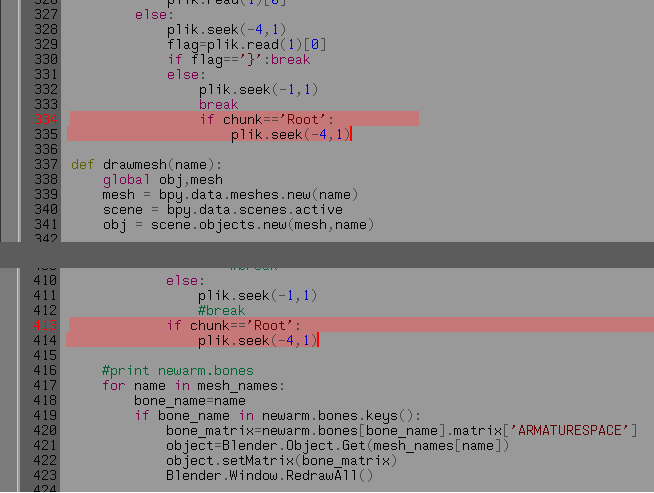 326 plik.read(1)[0]
327 else:
328 plik.seek(-4,1)
329 flag=plik.read(1)[0]
330 if flag=='}':break
331 else:
332 plik.seek(-1,1)
333 break
334 if chunk=='Root':
335 plik.seek(-4,1)
336
337 def drawmesh(name):
338 global obj,mesh
339 mesh = bpy.data.meshes.new(name)
340 scene = bpy.data.scenes.active
341 obj = scene.objects.new(mesh,name)
342
409 #break
410 else:
411 plik.seek(-1,1)
412 #break
413 if chunk=='Root':
414 plik.seek(-4,1)
415
416 #print newarm.bones
417 for name in mesh_names:
418 bone_name=name
419 if bone_name in newarm.bones.keys():
420 bone_matrix=newarm.bones[bone_name].matrix['ARMATURESPACE']
421 object=Blender.Object.Get(mesh_names[name])
422 object.setMatrix(bone_matrix)
423 Blender.Window.RedrawAll()
424